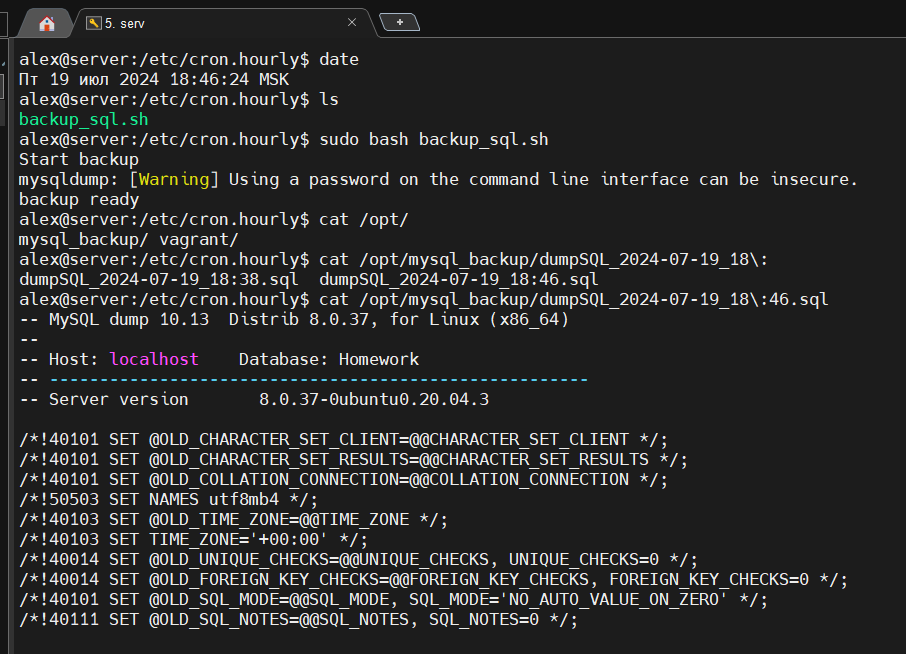 5. serv
alex@server:/etc/cron.hourly$ date
Пт 19 июл 2024 18:46:24 MSK
alex@server:/etc/cron.hourly$ ls
backup_sql.sh
alex@server:/etc/cron.hourly$ sudo bash backup_sql.sh
Start backup
mysqldump: [Warning] Using a password on the command line interface can be insecure.
backup ready
alex@server:/etc/cron.hourly$ cat /opt/
mysql_backup/ vagrant/
alex@server:/etc/cron.hourly$ cat /opt/mysql_backup/dumpSQL_2024-07-19_18\:
dumpSQL_2024-07-19_18:38.sql  dumpSQL_2024-07-19_18:46.sql
alex@server:/etc/cron.hourly$ cat /opt/mysql_backup/dumpSQL_2024-07-19_18\:46.sql
-- MySQL dump 10.13  Distrib 8.0.37, for Linux (x86_64)
--
-- Host: localhost    Database: Homework
-- ------------------------------------------------------
-- Server version       8.0.37-0ubuntu0.20.04.3

/*!40101 SET @OLD_CHARACTER_SET_CLIENT=@@CHARACTER_SET_CLIENT */;
/*!40101 SET @OLD_CHARACTER_SET_RESULTS=@@CHARACTER_SET_RESULTS */;
/*!40101 SET @OLD_COLLATION_CONNECTION=@@COLLATION_CONNECTION */;
/*!50503 SET NAMES utf8mb4 */;
/*!40103 SET @OLD_TIME_ZONE=@@TIME_ZONE */;
/*!40103 SET TIME_ZONE='+00:00' */;
/*!40014 SET @OLD_UNIQUE_CHECKS=@@UNIQUE_CHECKS, UNIQUE_CHECKS=0 */;
/*!40014 SET @OLD_FOREIGN_KEY_CHECKS=@@FOREIGN_KEY_CHECKS, FOREIGN_KEY_CHECKS=0 */;
/*!40101 SET @OLD_SQL_MODE=@@SQL_MODE, SQL_MODE='NO_AUTO_VALUE_ON_ZERO' */;
/*!40111 SET @OLD_SQL_NOTES=@@SQL_NOTES, SQL_NOTES=0 */;